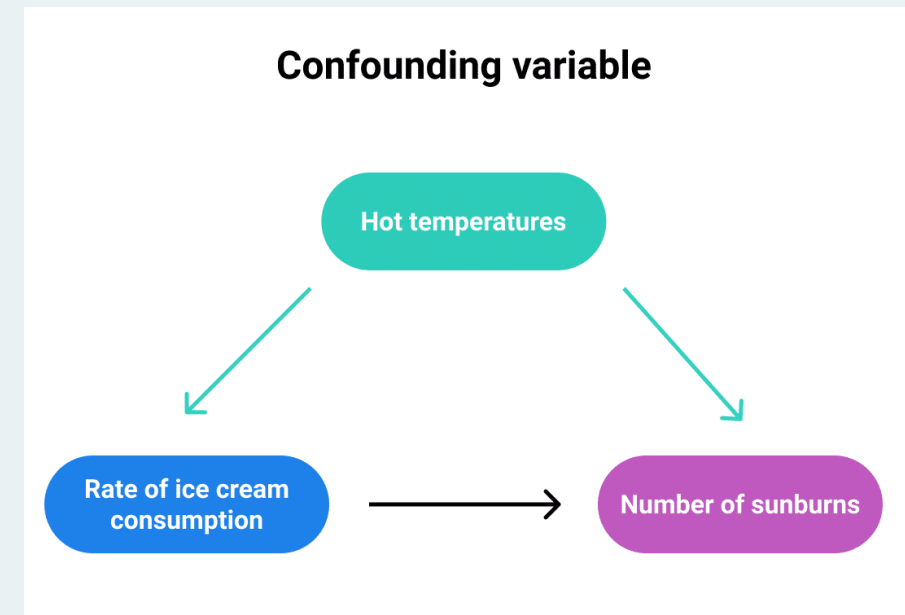 Confounding variable
Hot temperatures
Rate of ice cream
consumption
Number of sunburns